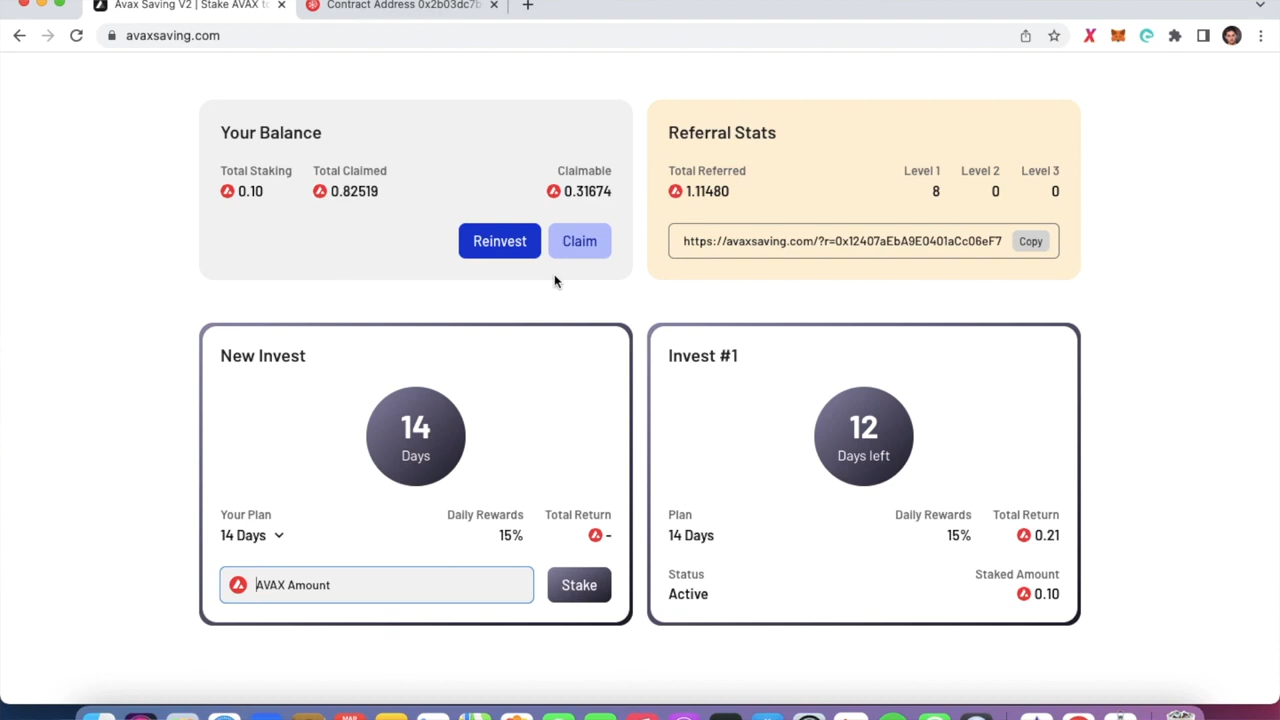 Avax Saving V2 | Stake AVAX to
Contract Address 0x2b03dc7b
avaxsaving.com
Your Balance
Total Staking Total Claimed Claimable
0.10 0.82519 0.31674
Reinvest Claim
Referral Stats
Total Referred Level 1 Level 2 Level 3
1.11480 8 0 0
https://avaxsaving.com/?r=0x12407aEbA9E0401aCc06eF7 Copy
New Invest
14
Days
Your Plan Daily Rewards Total Return
14 Days 15% -
AVAX Amount Stake
Invest #1
12
Days left
Plan Daily Rewards Total Return
14 Days 15% 0.21
Status Staked Amount
Active 0.10